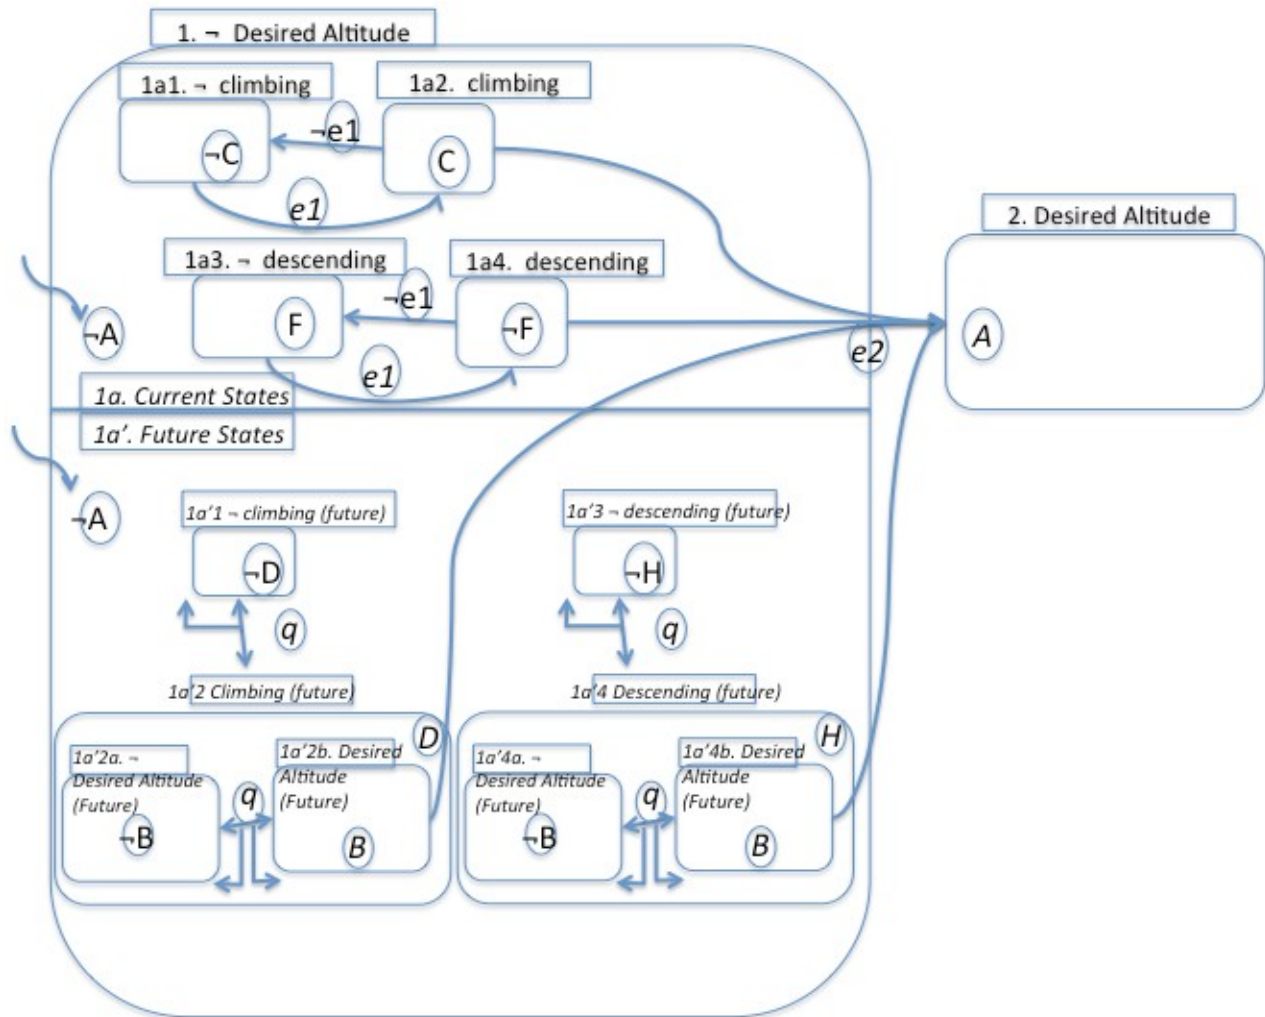 1. ¬ Desired Altitude
1a1. ¬ climbing
1a2. climbing
¬e1
¬C
C
e1
2. Desired Altitude
1a3. ¬ descending
1a4. descending
¬e1
¬A
F
¬F
e2
A
e1
1a. Current States
1a'. Future States
¬A
1a'1 ¬ climbing (future)
1a'3 ¬ descending (future)
¬D
¬H
q
q
1a'2 Climbing (future)
1a'4 Descending (future)
D
H
1a'2a. ¬
Desired Altitude
(Future)
¬B
q
1a'2b. Desired
Altitude
(Future)
B
1a'4a. ¬
Desired Altitude
(Future)
¬B
q
1a'4b. Desired
Altitude
(Future)
B